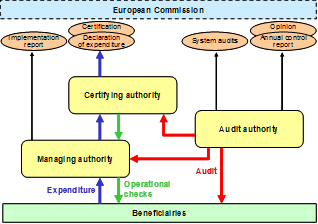 European Commission
Certification
Opinion
Implementation
report
Declaration
of expenditure
System audits
Annual control
report
Certifying authority
Audit authority
Managing authority
Audit
Expenditure
Operational
checks
Beneficiairies